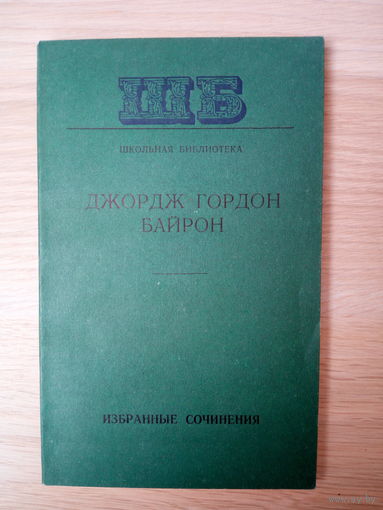 ШБ
ШКОЛЬНАЯ БИБЛИОТЕКА
ДЖОРДЖ ГОРДОН
БАЙРОН
ИЗБРАННЫЕ СОЧИНЕНИЯ